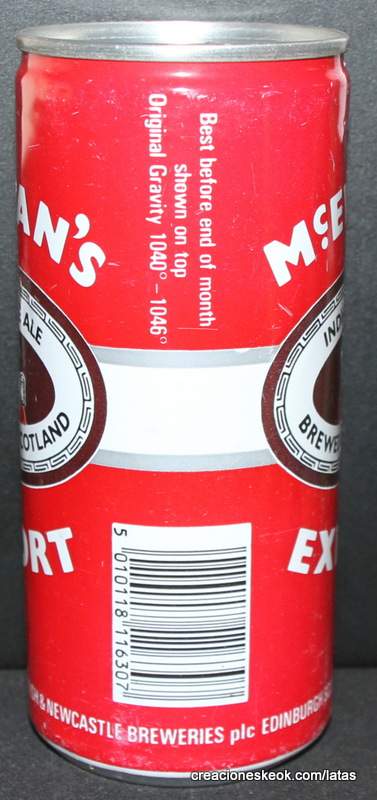 Best before end of month
shown on top
Original Gravity 1040° – 1046°
AN'S
McE
ALE
IND
SCOTLAND
BREWE
ORT
EX
5 010118 116307
& NEWCASTLE BREWERIES plc EDINBURGH
creacioneskeok.com/latas